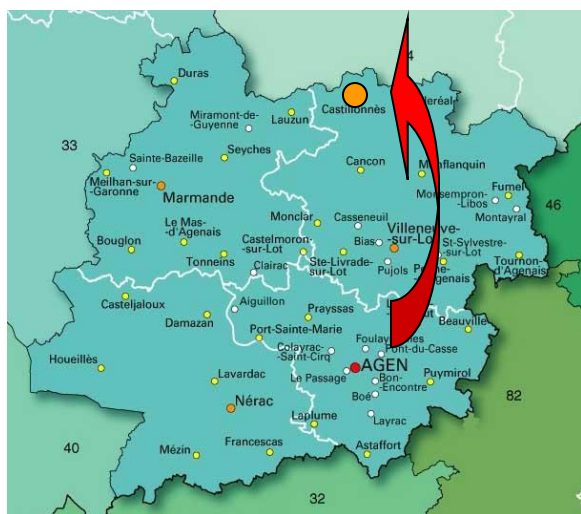 Duras
Miramont-de-
-Guyenne
Lauzun
Castillonnès
33
Sainte-Bazeille
Seyches
Cancon
Meilhan-sur-
-Garonne
Marmande
Fumel
46
-Libos
Montayral
Monclar
Casseneuil
Le Mas-
-d'Agenais
Castelmoron-
-sur-Lot
Bias
Villeneuve-
-sur-Lot
St-Sylvestre
-sur-Lot
Bouglon
Tonneins
Clairac
Ste-Livrade-
-sur-Lot
Pujols
Tournon-
-d'Agenais
Casteljaloux
Aiguillon
Damazan
Prayssas
Beauville
Port-Sainte-Marie
Colayrac-
-Saint-Cirq
Pont-du-Casse
Houeillès
Lavardac
Le Passage
AGEN
Bon-
-Encontre
Puymirol
82
Nérac
Boé
Laplume
Layrac
40
Mézin
Francescas
Astaffort
32